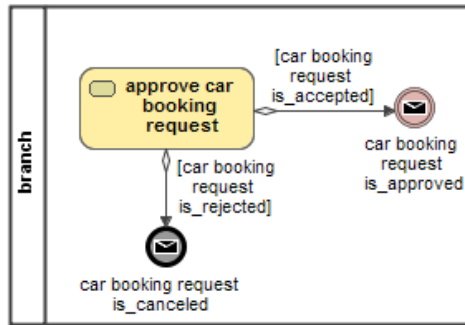 branch
approve car
booking
request
[car booking
request
is_accepted]
car booking
request
is_approved
[car booking
request
is_rejected]
car booking request
is_canceled